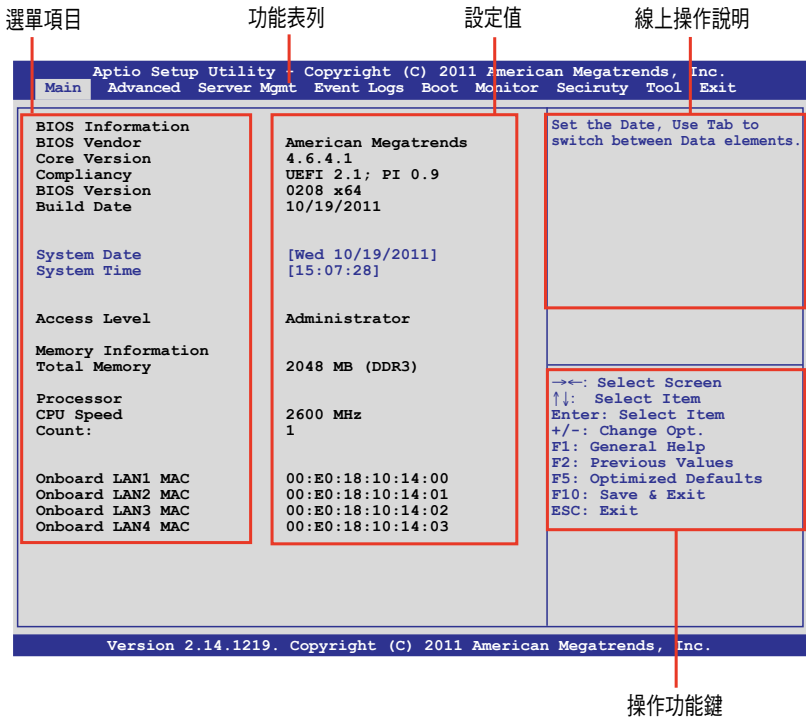 選單項目 功能表列 設定值 線上操作說明
Aptio Setup Utility - Copyright (C) 2011 American Megatrends, Inc.
Main Advanced Server Mgmt Event Logs Boot Monitor Seciruty Tool Exit
BIOS Information
BIOS Vendor American Megatrends
Core Version 4.6.4.1
Compliancy UEFI 2.1; PI 0.9
BIOS Version 0208 x64
Build Date 10/19/2011
System Date [Wed 10/19/2011]
System Time [15:07:28]
Access Level Administrator
Memory Information
Total Memory 2048 MB (DDR3)
Processor
CPU Speed 2600 MHz
Count: 1
Onboard LAN1 MAC 00:E0:18:10:14:00
Onboard LAN2 MAC 00:E0:18:10:14:01
Onboard LAN3 MAC 00:E0:18:10:14:02
Onboard LAN4 MAC 00:E0:18:10:14:03
Set the Date, Use Tab to
switch between Data elements.
→←: Select Screen
↑↓: Select Item
Enter: Select Item
+/-: Change Opt.
F1: General Help
F2: Previous Values
F5: Optimized Defaults
F10: Save & Exit
ESC: Exit
Version 2.14.1219. Copyright (C) 2011 American Megatrends, Inc.
操作功能鍵